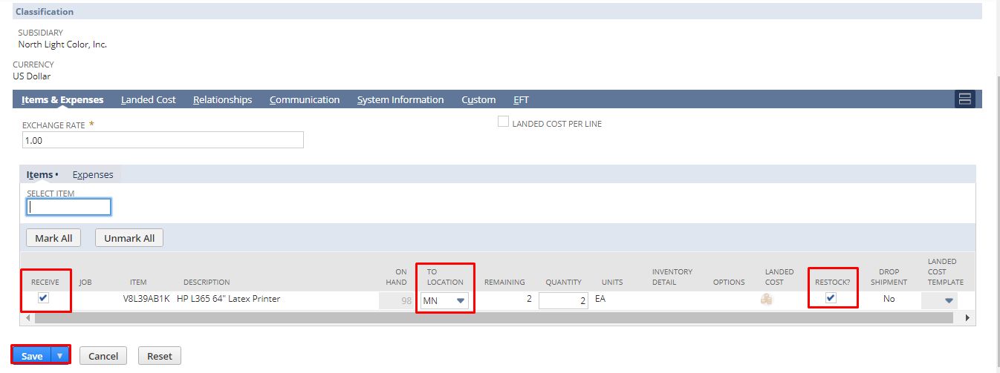 Classification
SUBSIDIARY
North Light Color, Inc.
CURRENCY
US Dollar
Items & Expenses Landed Cost Relationships Communication System Information Custom EFT
EXCHANGE RATE * LANDED COST PER LINE
1.00
Items • Expenses
SELECT ITEM
Mark All Unmark All
RECEIVE JOB ITEM DESCRIPTION ON HAND TO LOCATION REMAINING QUANTITY UNITS INVENTORY DETAIL OPTIONS LANDED COST RESTOCK? DROP SHIPMENT LANDED COST TEMPLATE
V8L39AB1K HP L365 64" Latex Printer 98 MN 2 2 EA No
Save Cancel Reset